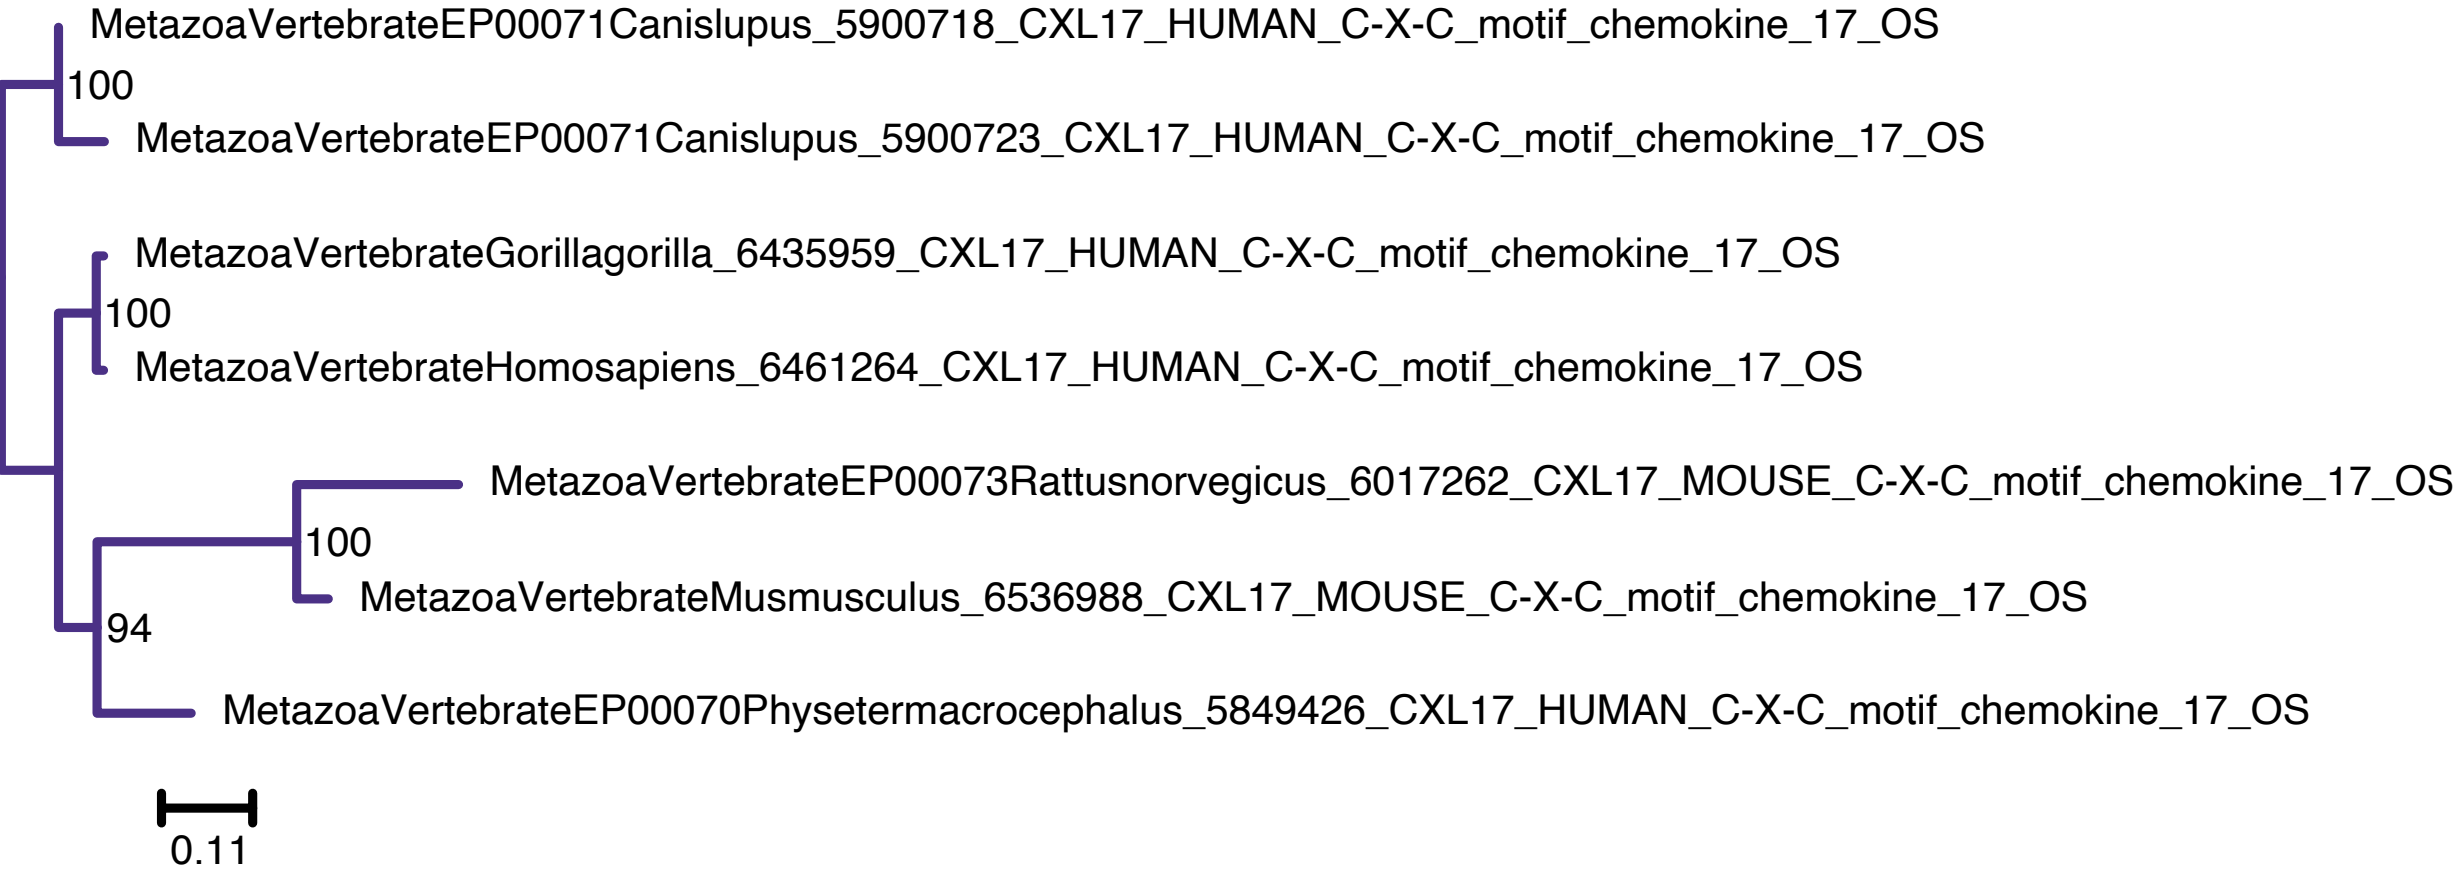 MetazoaVertebrateEP00071Canislupus_5900718_CXL17_HUMAN_C-X-C_motif_chemokine_17_OS
100
MetazoaVertebrateEP00071Canislupus_5900723_CXL17_HUMAN_C-X-C_motif_chemokine_17_OS
MetazoaVertebrateGorillagorilla_6435959_CXL17_HUMAN_C-X-C_motif_chemokine_17_OS
100
MetazoaVertebrateHomosapiens_6461264_CXL17_HUMAN_C-X-C_motif_chemokine_17_OS
MetazoaVertebrateEP00073Rattusnorvegicus_6017262_CXL17_MOUSE_C-X-C_motif_chemokine_17_OS
100
MetazoaVertebrateMusmusculus_6536988_CXL17_MOUSE_C-X-C_motif_chemokine_17_OS
94
MetazoaVertebrateEP00070Physetermacrocephalus_5849426_CXL17_HUMAN_C-X-C_motif_chemokine_17_OS
0.11